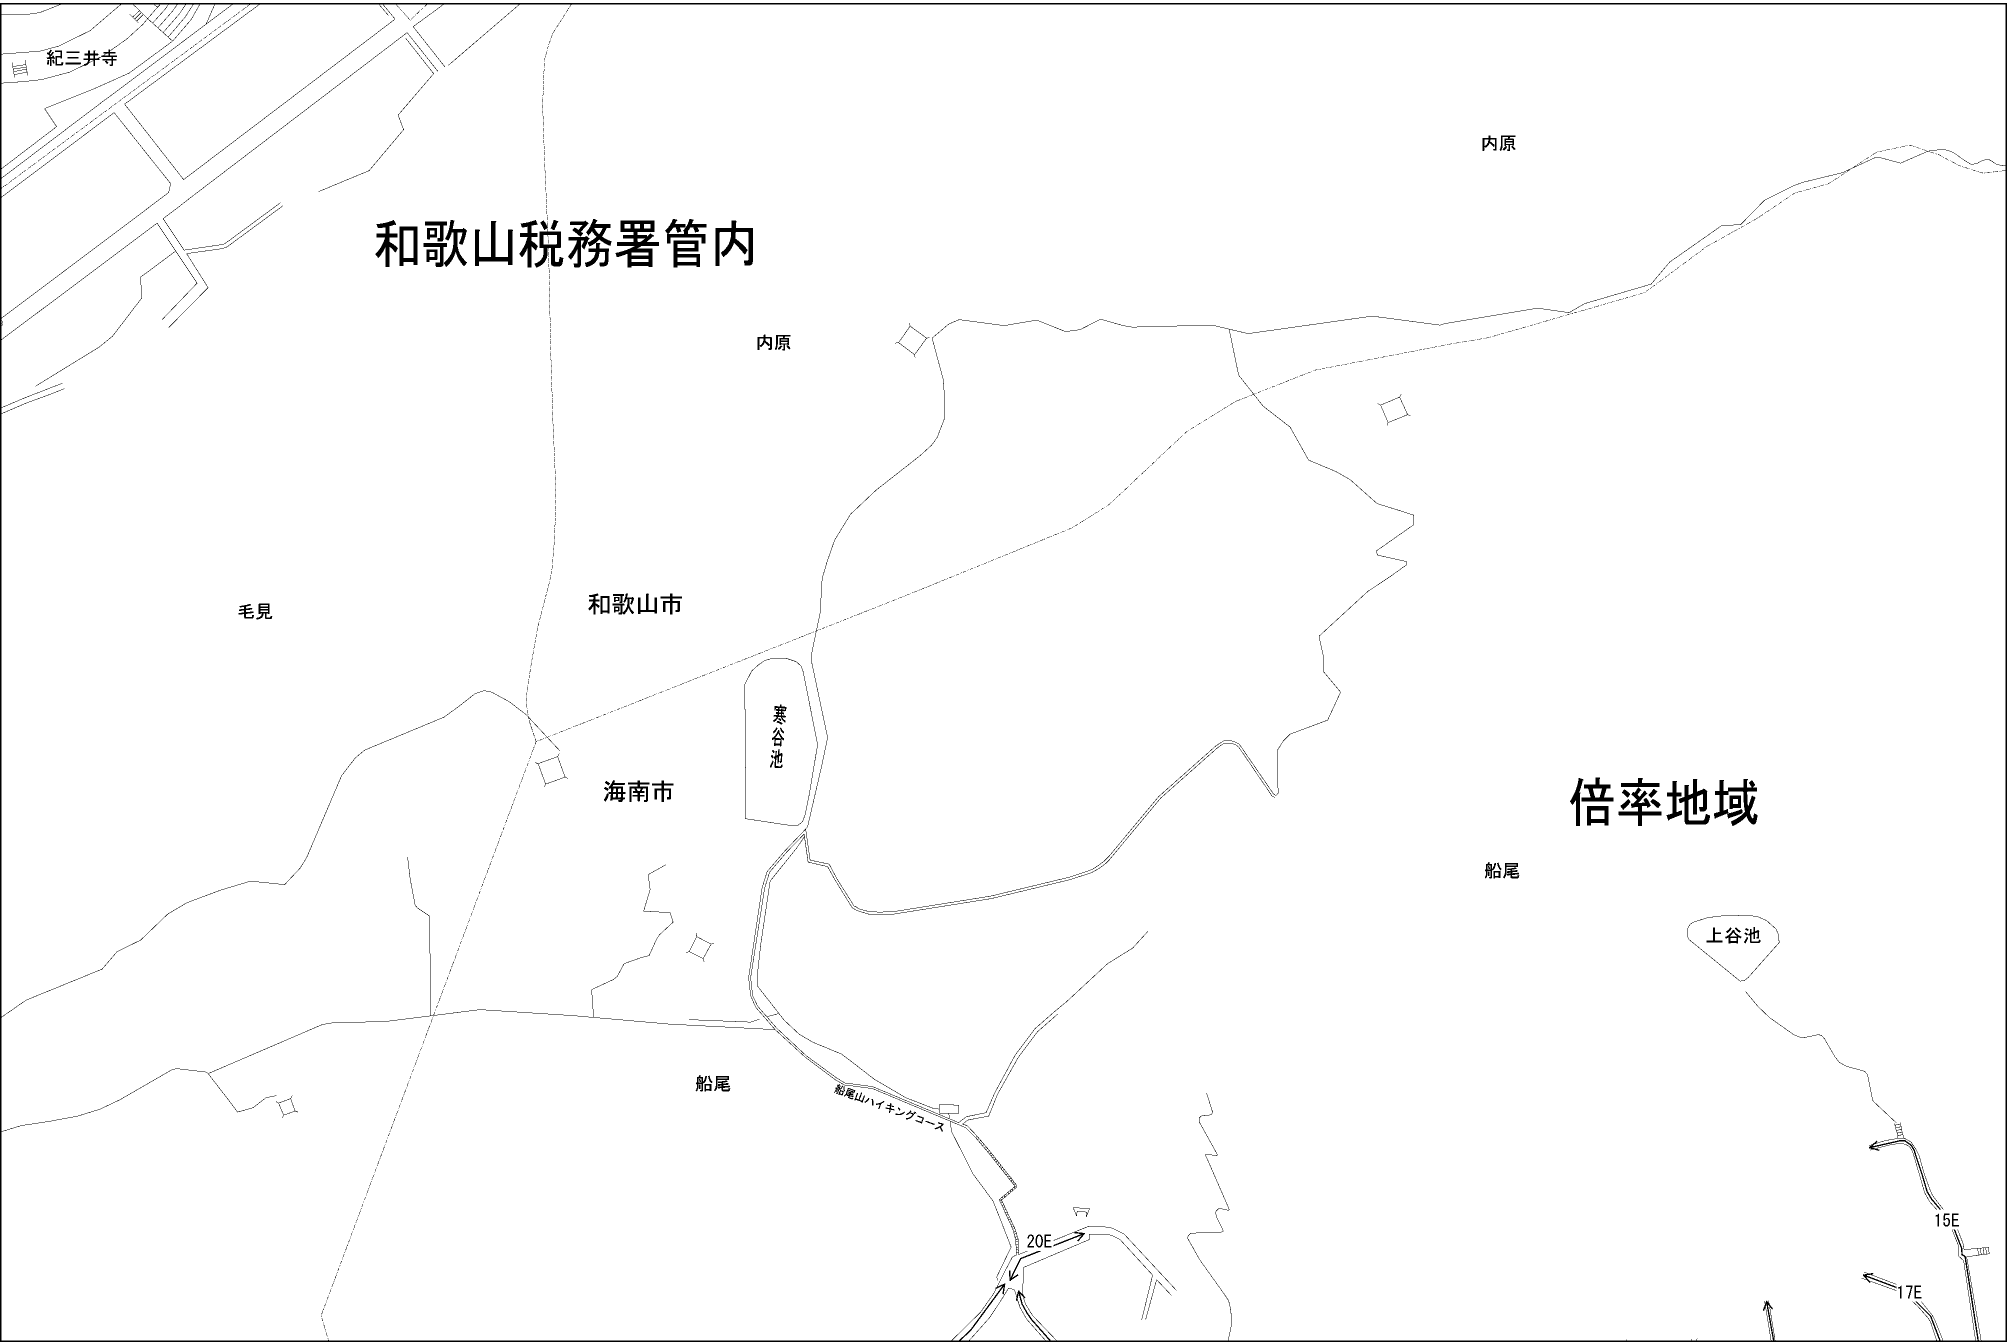 紀三井寺
内原
和歌山税務署管内
内原
和歌山市
毛見
寒谷池
海南市
倍率地域
船尾
上谷池
船尾
船尾山ハイキングコース
15E
20E
17E